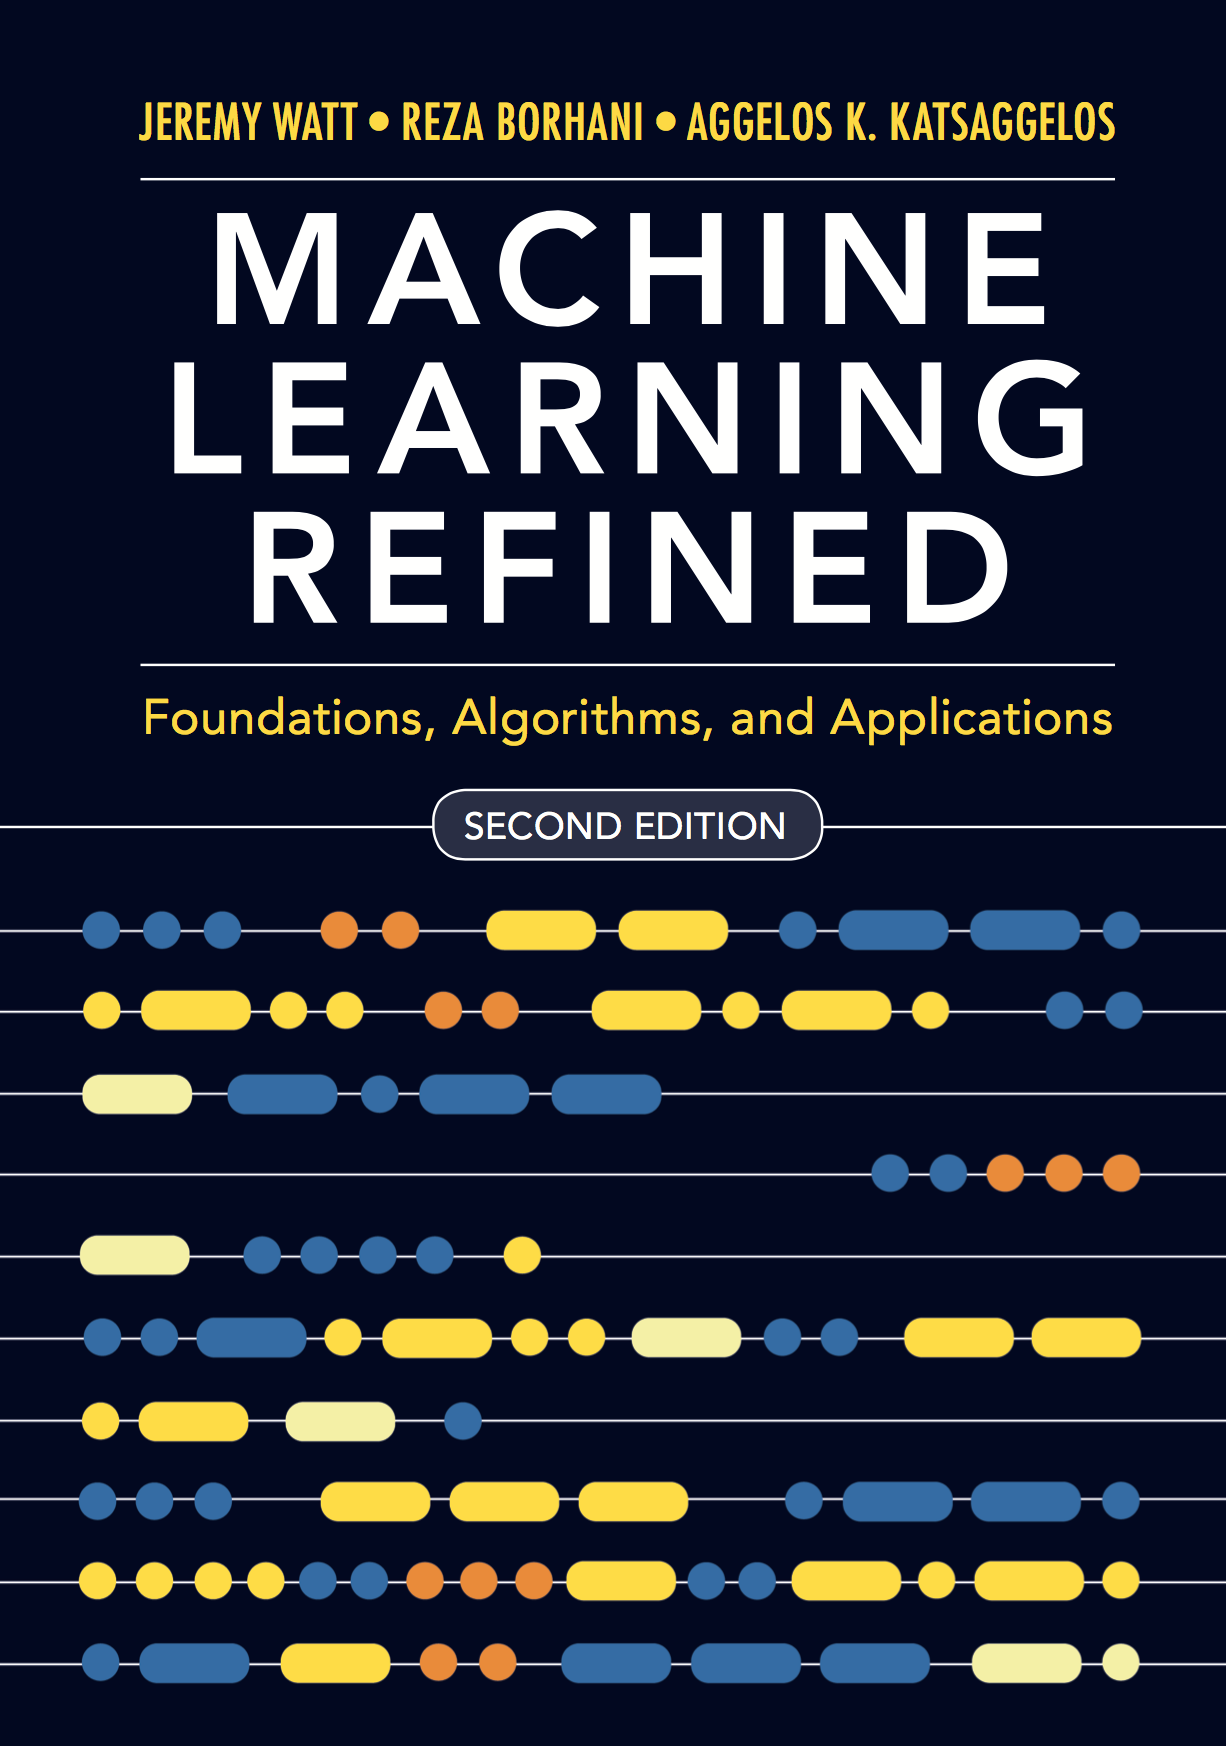 JEREMY WATT • REZA BORHANI • AGGELOS K. KATSAGGELOS
MACHINE
LEARNING
REFINED
Foundations, Algorithms, and Applications
SECOND EDITION